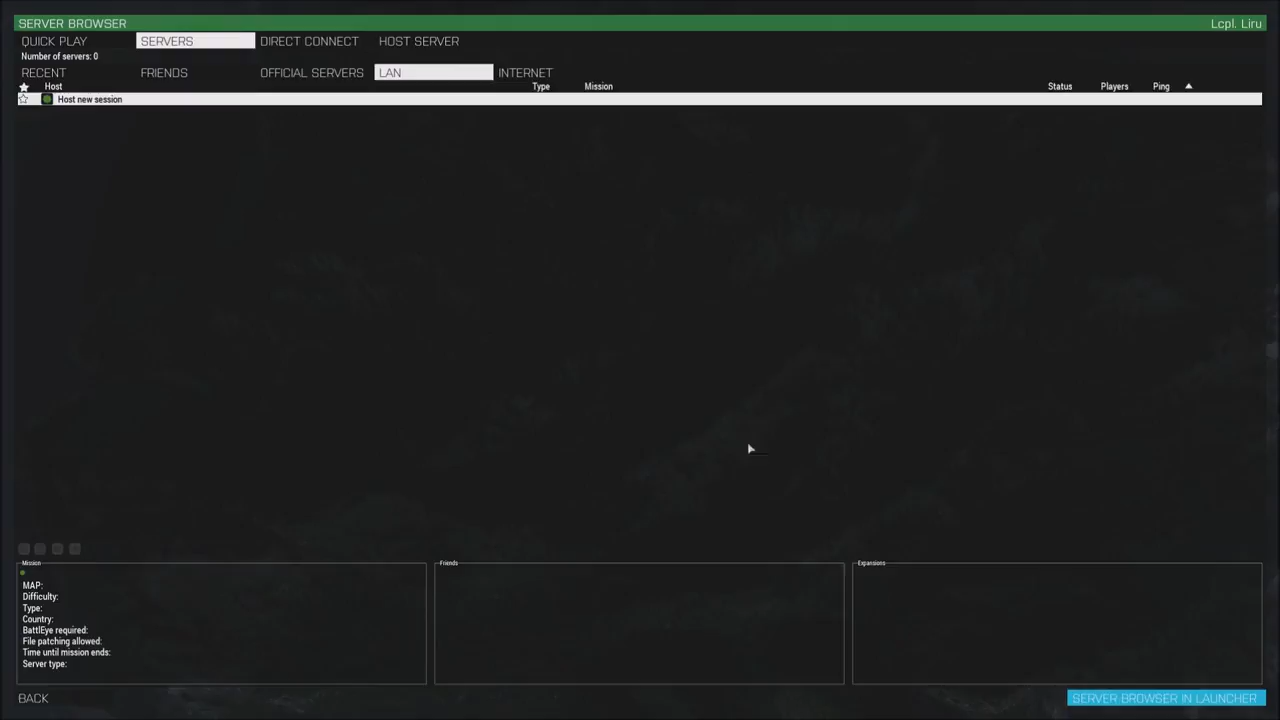 SERVER BROWSER Lcpl. Liru
QUICK PLAY SERVERS DIRECT CONNECT HOST SERVER
Number of servers: 0
RECENT FRIENDS OFFICIAL SERVERS LAN INTERNET
Host Type Mission Status Players Ping
Host new session
Mission Friends Expansions
MAP:
Difficulty:
Type:
Country:
BattlEye required:
File patching allowed:
Time until mission ends:
Server type:
BACK SERVER BROWSER IN LAUNCHER